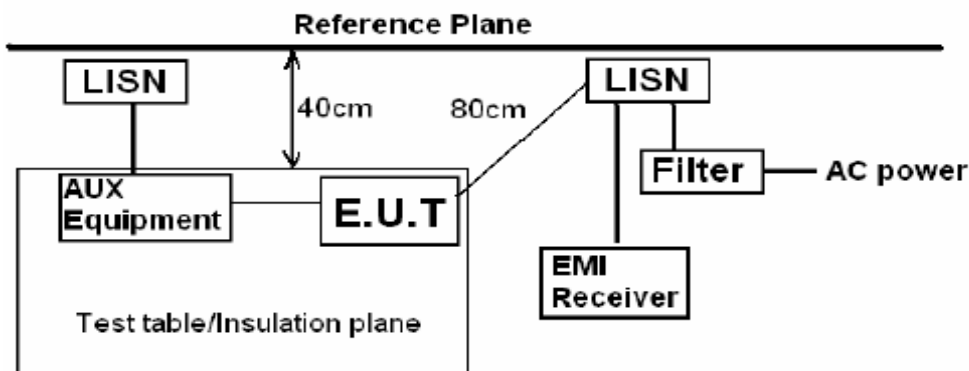 Reference Plane
LISN
40cm
80cm
LISN
Filter
AC power
AUX
Equipment
E.U.T
EMI
Receiver
Test table/Insulation plane